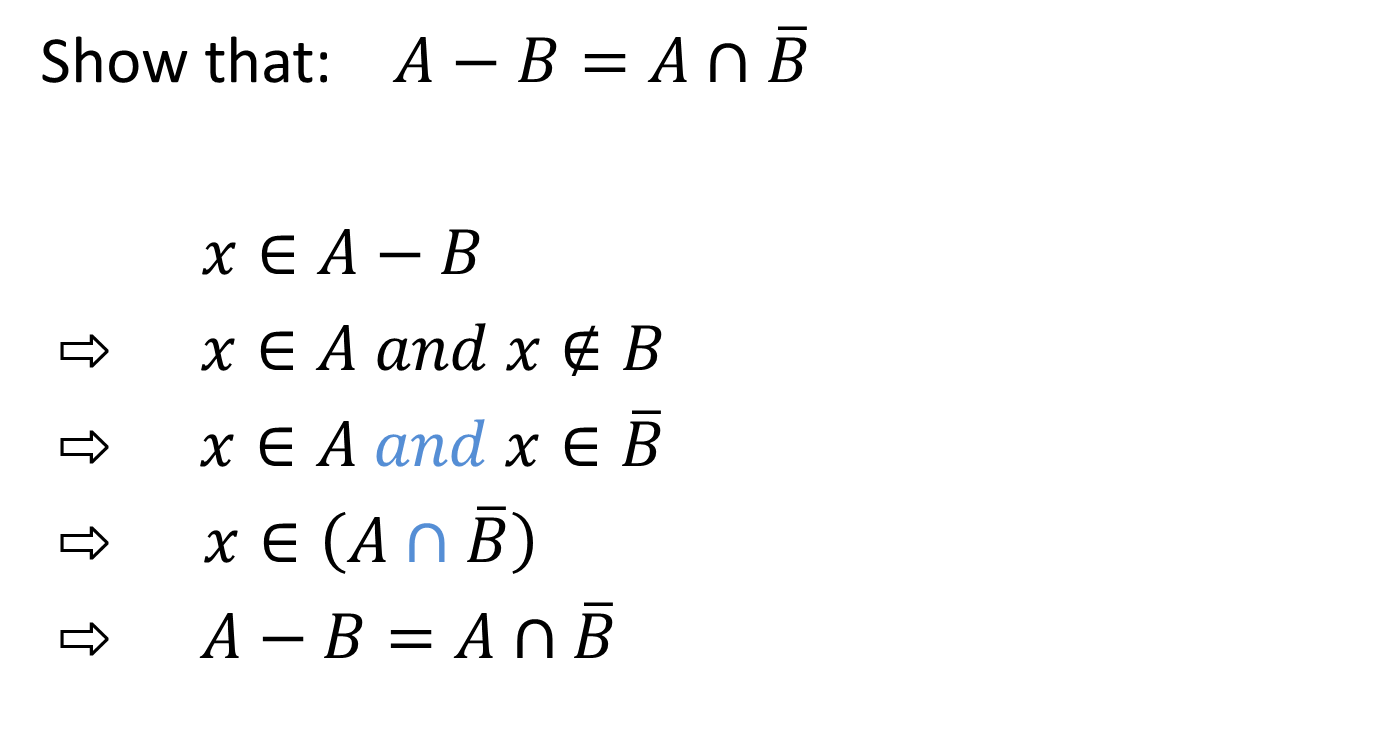 Show that: A − B = A ∩ B̅
x ∈ A − B
⇨ x ∈ A and x ∉ B
⇨ x ∈ A and x ∈ B̅
⇨ x ∈ (A ∩ B̅)
⇨ A − B = A ∩ B̅